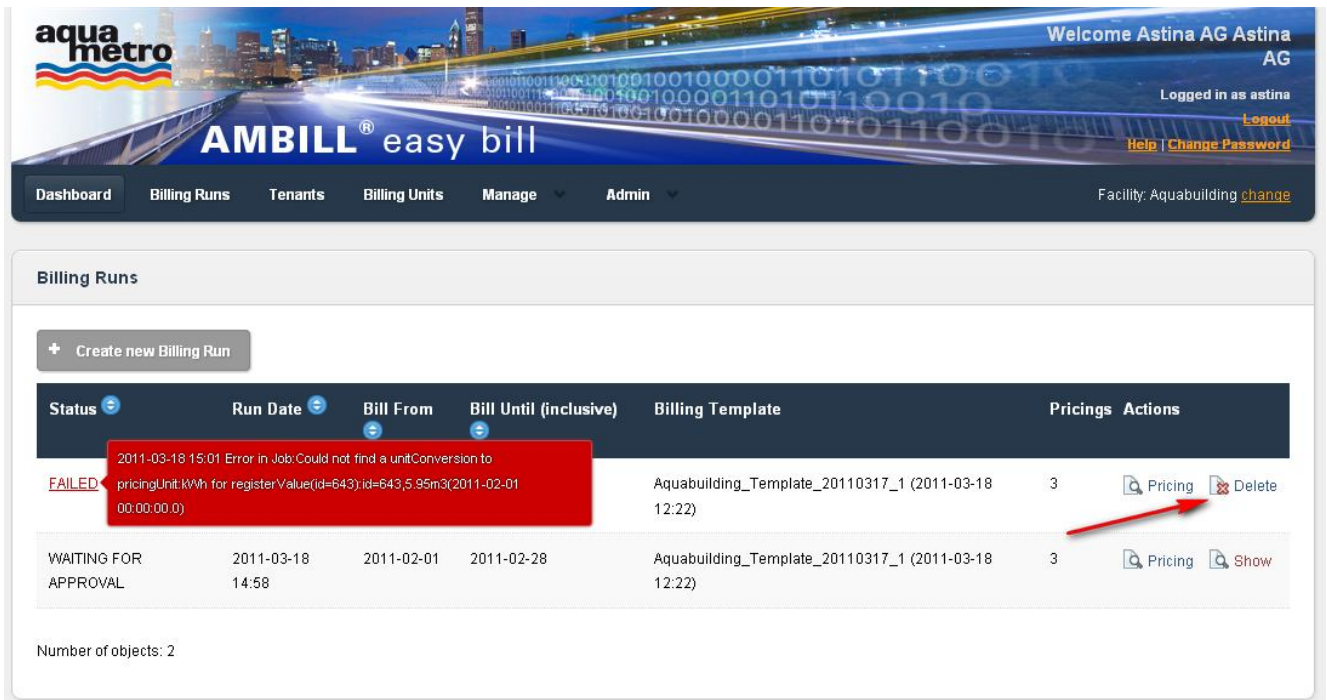 aqua
metro
Welcome Astina AG Astina
AG
Logged in as astina
Logout
Help | Change Password
AMBILL® easy bill
Dashboard Billing Runs Tenants Billing Units Manage Admin Facility: Aquabuilding change
Billing Runs
+ Create new Billing Run
Status Run Date Bill From Bill Until (inclusive) Billing Template Pricings Actions
2011-03-18 15:01 Error in Job:Could not find a unitConversion to
FAILED pricingUnit:kWh for registerValue(id=643):id=643,5.95m3(2011-02-01
00:00:00.0)
Aquabuilding_Template_20110317_1 (2011-03-18 3 Pricing Delete
12:22)
WAITING FOR 2011-03-18 2011-02-01 2011-02-28 Aquabuilding_Template_20110317_1 (2011-03-18 3 Pricing Show
APPROVAL 14:58 12:22)
Number of objects: 2